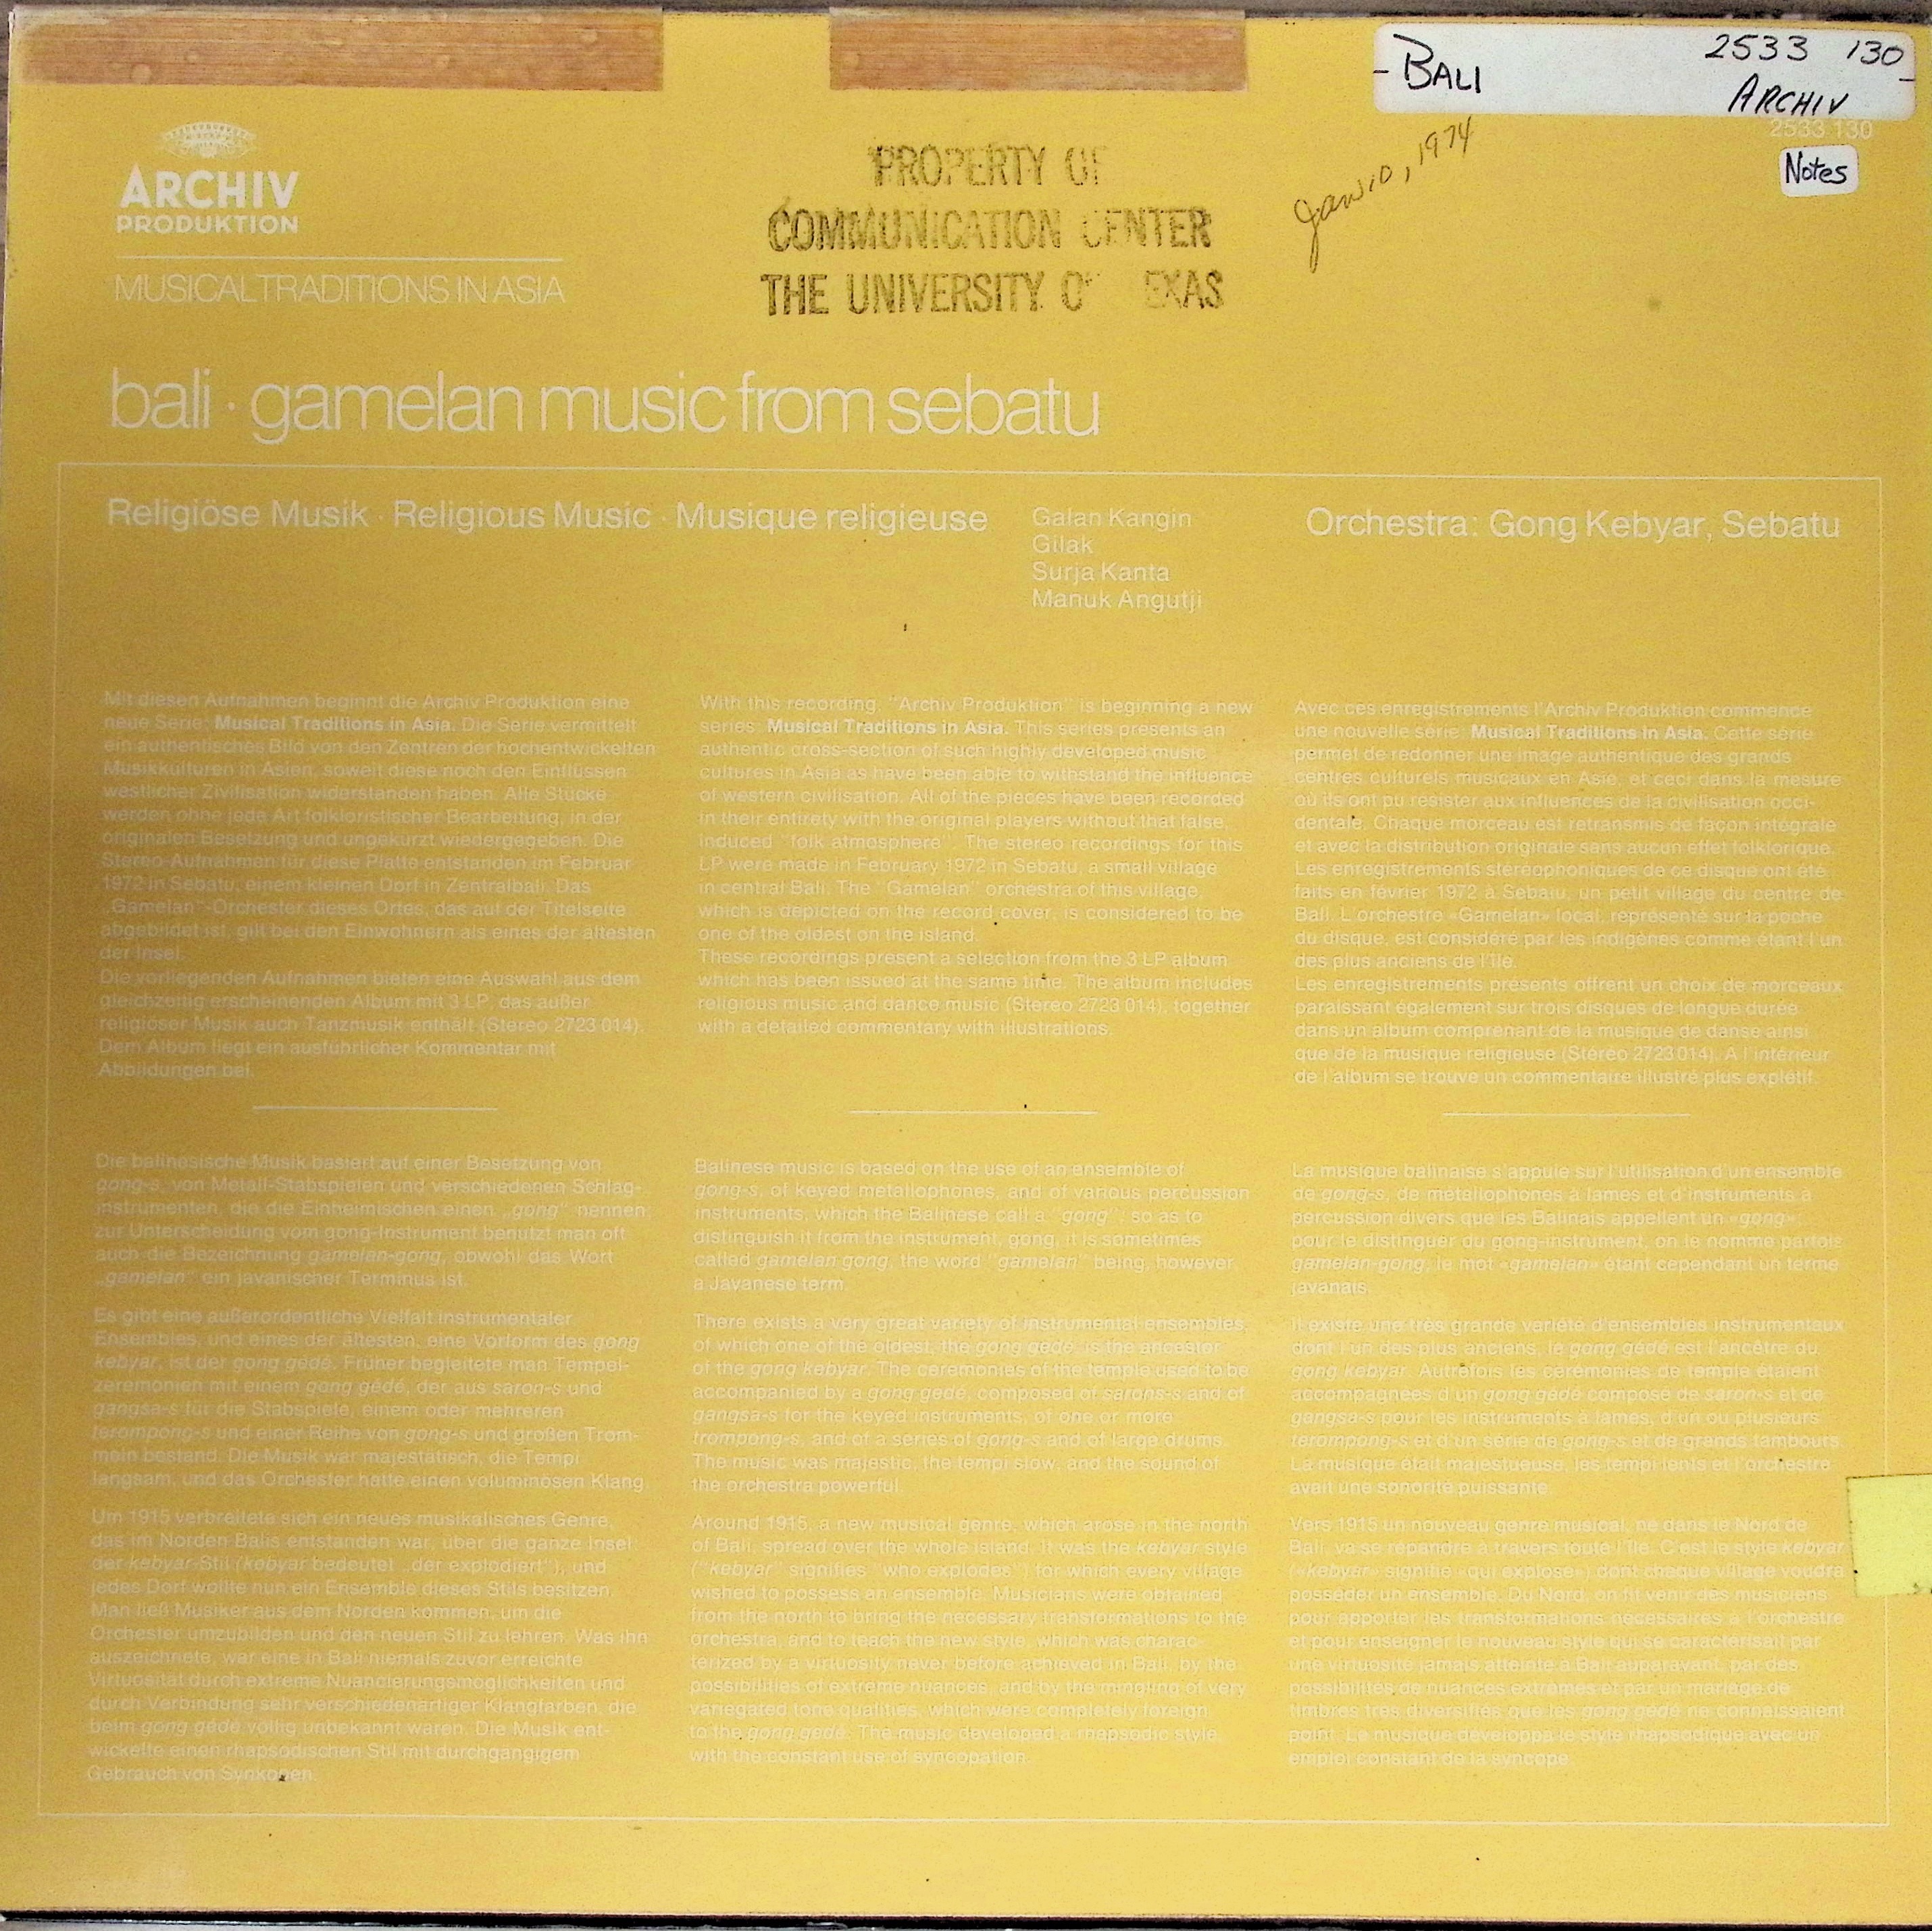 - BALI
2533 130
ARCHIV
2533 130
Notes
Jan 10, 1974
PROPERTY OF
COMMUNICATION CENTER
THE UNIVERSITY O EXAS
ARCHIV
PRODUKTION
MUSICAL TRADITIONS IN ASIA
bali · gamelan music from sebatu
Religiöse Musik · Religious Music · Musique religieuse
Galan Kangin
Gilak
Surja Kanta
Manuk Angutji
Orchestra: Gong Kebyar, Sebatu
Mit diesen Aufnahmen beginnt die Archiv Produktion eine
neue Serie: Musical Traditions in Asia. Die Serie vermittelt
ein authentisches Bild von den Zentren der hochentwickelten
Musikkulturen in Asien, soweit diese noch den Einflüssen
westlicher Zivilisation widerstanden haben. Alle Stücke
werden ohne jede Art folkloristischer Bearbeitung, in der
originalen Besetzung und ungekürzt wiedergegeben. Die
Stereo-Aufnahmen für diese Platte entstanden im Februar
1972 in Sebatu, einem kleinen Dorf in Zentralbali. Das
„Gamelan"-Orchester dieses Ortes, das auf der Titelseite
abgebildet ist, gilt bei den Einwohnern als eines der ältesten
der Insel.
Die vorliegenden Aufnahmen bieten eine Auswahl aus dem
gleichzeitig erscheinenden Album mit 3 LP, das außer
religiöser Musik auch Tanzmusik enthält (Stereo 2723 014).
Dem Album liegt ein ausführlicher Kommentar mit
Abbildungen bei.
Die balinesische Musik basiert auf einer Besetzung von
gong-s, von Metall-Stabspielen und verschiedenen Schlag-
instrumenten, die die Einheimischen einen „gong" nennen;
zur Unterscheidung vom gong-Instrument benutzt man oft
auch die Bezeichnung gamelan-gong, obwohl das Wort
„gamelan" ein javanischer Terminus ist.
Es gibt eine außerordentliche Vielfalt instrumentaler
Ensembles, und eines der ältesten, eine Vorform des gong
kebyar, ist der gong gédé. Früher begleitete man Tempel-
zeremonien mit einem gong gédé, der aus saron-s und
gangsa-s für die Stabspiele, einem oder mehreren
terompong-s und einer Reihe von gong-s und großen Trom-
meln bestand. Die Musik war majestätisch, die Tempi
langsam, und das Orchester hatte einen voluminösen Klang.
Um 1915 verbreitete sich ein neues musikalisches Genre,
das im Norden Balis entstanden war, über die ganze Insel:
der kebyar-Stil (kebyar bedeutet „der explodiert"), und
jedes Dorf wollte nun ein Ensemble dieses Stils besitzen.
Man ließ Musiker aus dem Norden kommen, um die
Orchester umzubilden und den neuen Stil zu lehren. Was ihn
auszeichnete, war eine in Bali niemals zuvor erreichte
Virtuosität durch extreme Nuancierungsmöglichkeiten und
durch Verbindung sehr verschiedenartiger Klangfarben, die
beim gong gédé völlig unbekannt waren. Die Musik ent-
wickelte einen rhapsodischen Stil mit durchgängigem
Gebrauch von Synkopen.
With this recording, "Archiv Produktion" is beginning a new
series: Musical Traditions in Asia. This series presents an
authentic cross-section of such highly developed music
cultures in Asia as have been able to withstand the influence
of western civilisation. All of the pieces have been recorded
in their entirety with the original players without that false,
induced "folk atmosphere". The stereo recordings for this
LP were made in February 1972 in Sebatu, a small village
in central Bali. The "Gamelan" orchestra of this village,
which is depicted on the record cover, is considered to be
one of the oldest on the island.
These recordings present a selection from the 3 LP album
which has been issued at the same time. The album includes
religious music and dance music (Stereo 2723 014), together
with a detailed commentary with illustrations.
Balinese music is based on the use of an ensemble of
gong-s, of keyed metallophones, and of various percussion
instruments, which the Balinese call a "gong"; so as to
distinguish it from the instrument, gong, it is sometimes
called gamelan gong, the word "gamelan" being, however,
a Javanese term.
There exists a very great variety of instrumental ensembles,
of which one of the oldest, the gong gédé, is the ancestor
of the gong kebyar. The ceremonies of the temple used to be
accompanied by a gong gédé, composed of sarons-s and of
gangsa-s for the keyed instruments, of one or more
trompong-s, and of a series of gong-s and of large drums.
The music was majestic, the tempi slow, and the sound of
the orchestra powerful.
Around 1915, a new musical genre, which arose in the north
of Bali, spread over the whole island. It was the kebyar style
("kebyar" signifies "who explodes") for which every village
wished to possess an ensemble. Musicians were obtained
from the north to bring the necessary transformations to the
orchestra, and to teach the new style, which was charac-
terized by a virtuosity never before achieved in Bali, by the
possibilities of extreme nuances, and by the mingling of very
variegated tone qualities, which were completely foreign
to the gong gédé. The music developed a rhapsodic style,
with the constant use of syncopation.
Avec ces enregistrements l'Archiv Produktion commence
une nouvelle série: Musical Traditions in Asia. Cette série
permet de redonner une image authentique des grands
centres culturels musicaux en Asie, et ceci dans la mesure
où ils ont pu résister aux influences de la civilisation occi-
dentale. Chaque morceau est retransmis de façon intégrale
et avec la distribution originale sans aucun effet folklorique.
Les enregistrements stéréophoniques de ce disque ont été
faits en février 1972 à Sebatu, un petit village du centre de
Bali. L'orchestre «Gamelan» local, représenté sur la poche
du disque, est considéré par les indigènes comme étant l'un
des plus anciens de l'île.
Les enregistrements présents offrent un choix de morceaux
paraissant également sur trois disques de longue durée
dans un album comprenant de la musique de danse ainsi
que de la musique religieuse (Stéréo 2723 014). A l'intérieur
de l'album se trouve un commentaire illustré plus explétif.
La musique balinaise s'appuie sur l'utilisation d'un ensemble
de gong-s, de métallophones à lames et d'instruments à
percussion divers que les Balinais appellent un «gong»;
pour le distinguer du gong-instrument, on le nomme parfois
gamelan-gong, le mot «gamelan» étant cependant un terme
javanais.
Il existe une très grande variété d'ensembles instrumentaux
dont l'un des plus anciens, le gong gédé est l'ancêtre du
gong kebyar. Autrefois les cérémonies de temple étaient
accompagnées d'un gong gédé composé de saron-s et de
gangsa-s pour les instruments à lames, d'un ou plusieurs
terompong-s et d'un série de gong-s et de grands tambours.
La musique était majestueuse, les tempi lents et l'orchestre
avait une sonorité puissante.
Vers 1915 un nouveau genre musical, né dans le Nord de
Bali, va se répandre à travers toute l'île. C'est le style kebyar
(«kebyar» signifie «qui explose») dont chaque village voudra
posséder un ensemble. Du Nord, on fit venir des musiciens
pour apporter les transformations nécessaires à l'orchestre
et pour enseigner le nouveau style qui se caractérisait par
une virtuosité jamais atteinte à Bali auparavant, par des
possibilités de nuances extrêmes et par un mariage de
timbres très diversifiés que les gong gédé ne connaissaient
point. La musique développa le style rhapsodique avec un
emploi constant de la syncope.